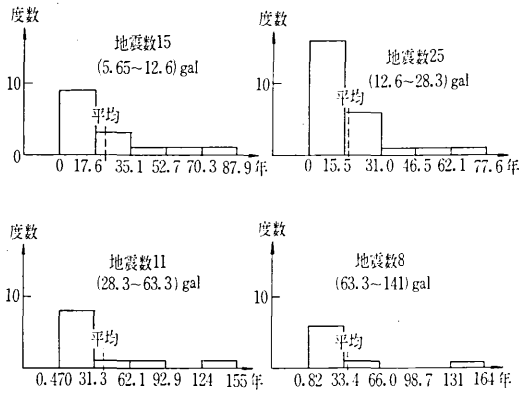 度数
地震数15
(5.65~12.6)gal
10
平均
0
0 17.6 35.1 52.7 70.3 87.9 年
度数
地震数25
(12.6~28.3)gal
10
平均
0
0 15.5 31.0 46.5 62.1 77.6 年
度数
地震数11
(28.3~63.3)gal
10
平均
0.470 31.3 62.1 92.9 124 155 年
度数
地震数8
(63.3~141)gal
10
平均
0.82 33.4 66.0 98.7 131 164 年